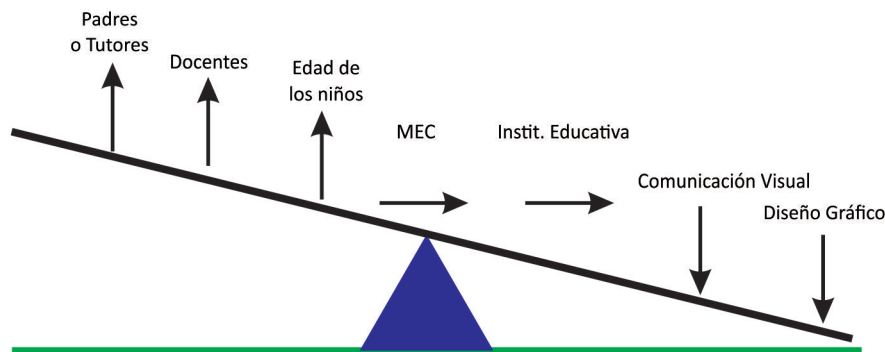 Padres
o Tutores
Docentes
Edad de
los niños
MEC
Instit. Educativa
Comunicación Visual
Diseño Gráfico